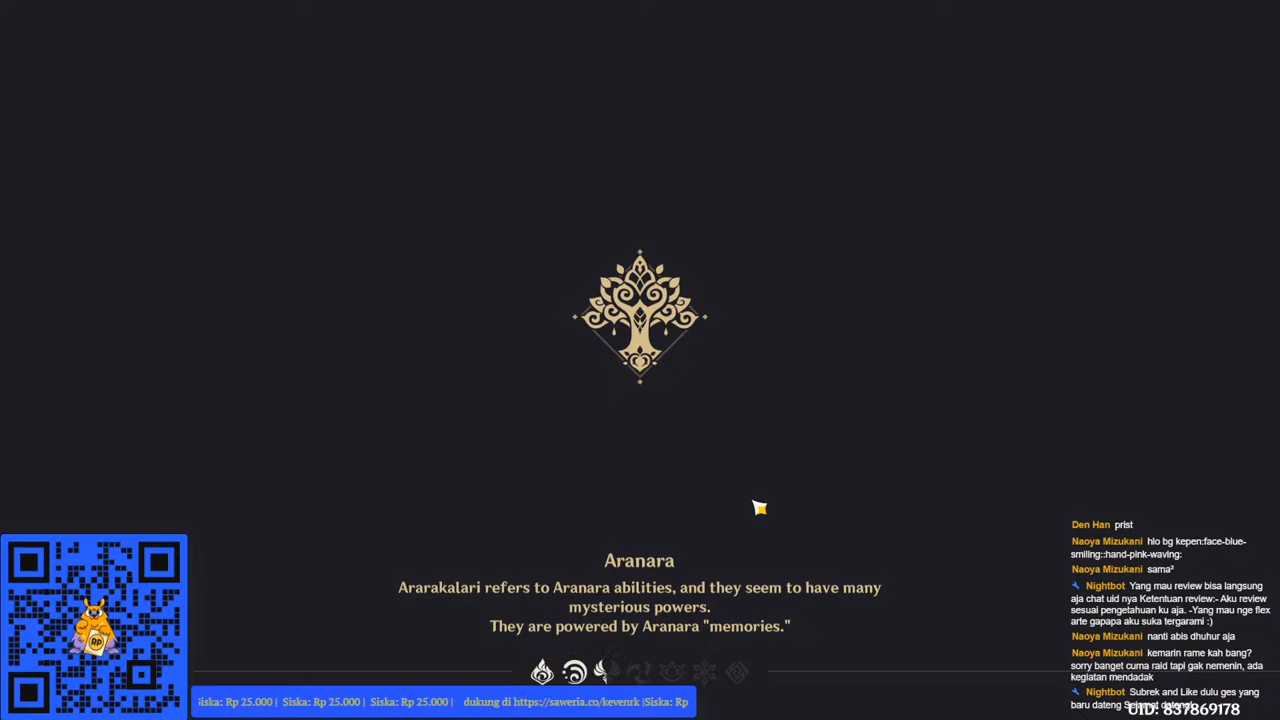 Den Han prist
Naoya Mizukani hlo bg kepen:face-blue-
smiling::hand-pink-waving:
Naoya Mizukani sama²
Nightbot Yang mau review bisa langsung
aja chat uid nya Ketentuan review:- Aku review
sesuai pengetahuan ku aja. -Yang mau nge flex
arte gapapa aku suka tergarami :)
Naoya Mizukani nanti abis dhuhur aja
Naoya Mizukani kemarin rame kah bang?
sorry banget cuma raid tapi gak nemenin, ada
kegiatan mendadak
Nightbot Subrek and Like dulu ges yang
baru dateng Selamat datang
UID: 837869178
Aranara
Ararakalari refers to Aranara abilities, and they seem to have many
mysterious powers.
They are powered by Aranara "memories."
RP
Siska: Rp 25.000 | Siska: Rp 25.000 | Siska: Rp 25.000 | dukung di https://saweria.co/kevenrk |Siska: Rp